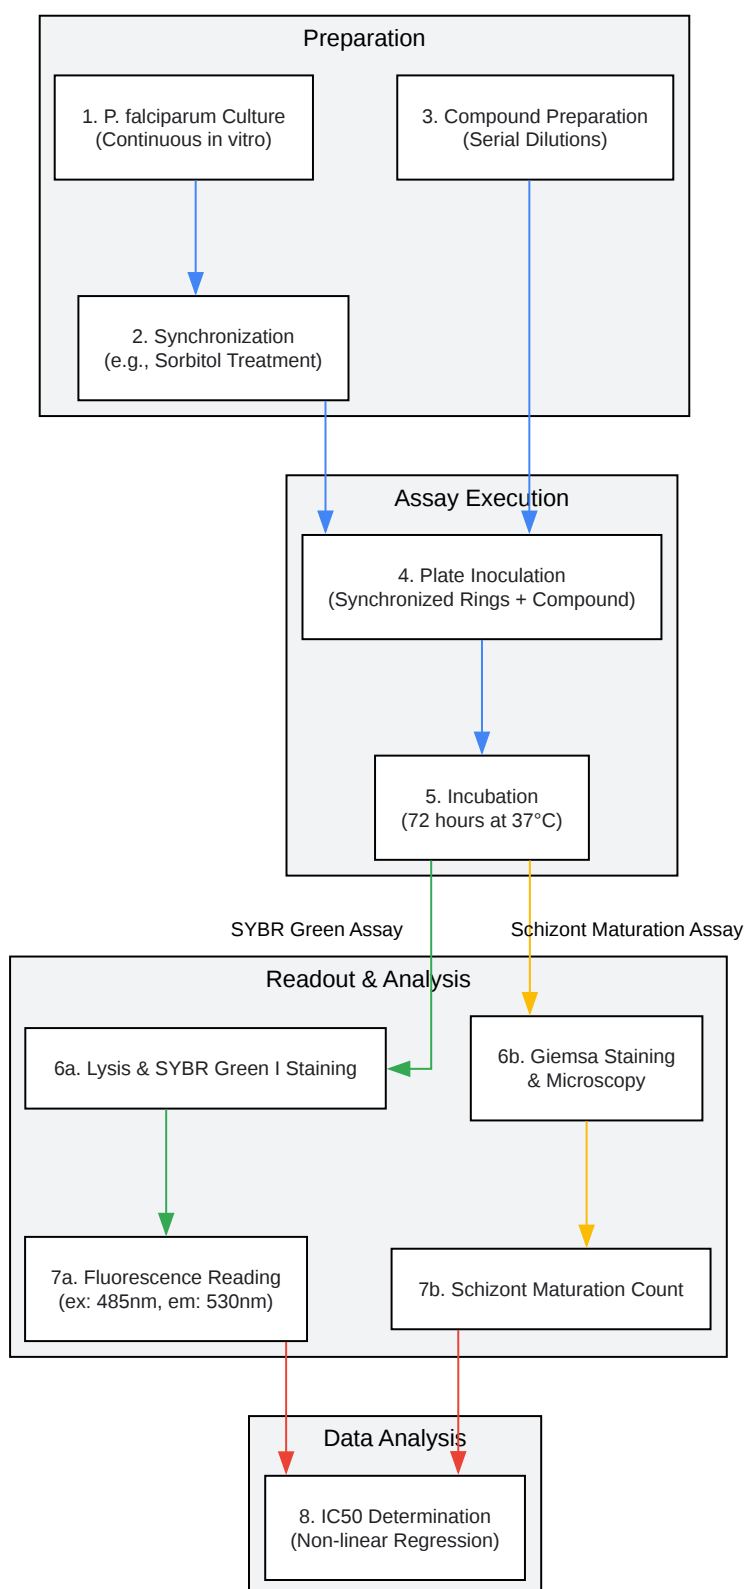 Preparation
1. P. falciparum Culture
(Continuous in vitro)
3. Compound Preparation
(Serial Dilutions)
2. Synchronization
(e.g., Sorbitol Treatment)
Assay Execution
4. Plate Inoculation
(Synchronized Rings + Compound)
5. Incubation
(72 hours at 37°C)
SYBR Green Assay
Schizont Maturation Assay
Readout & Analysis
6a. Lysis & SYBR Green I Staining
6b. Giemsa Staining
& Microscopy
7a. Fluorescence Reading
(ex: 485nm, em: 530nm)
7b. Schizont Maturation Count
Data Analysis
8. IC50 Determination
(Non-linear Regression)